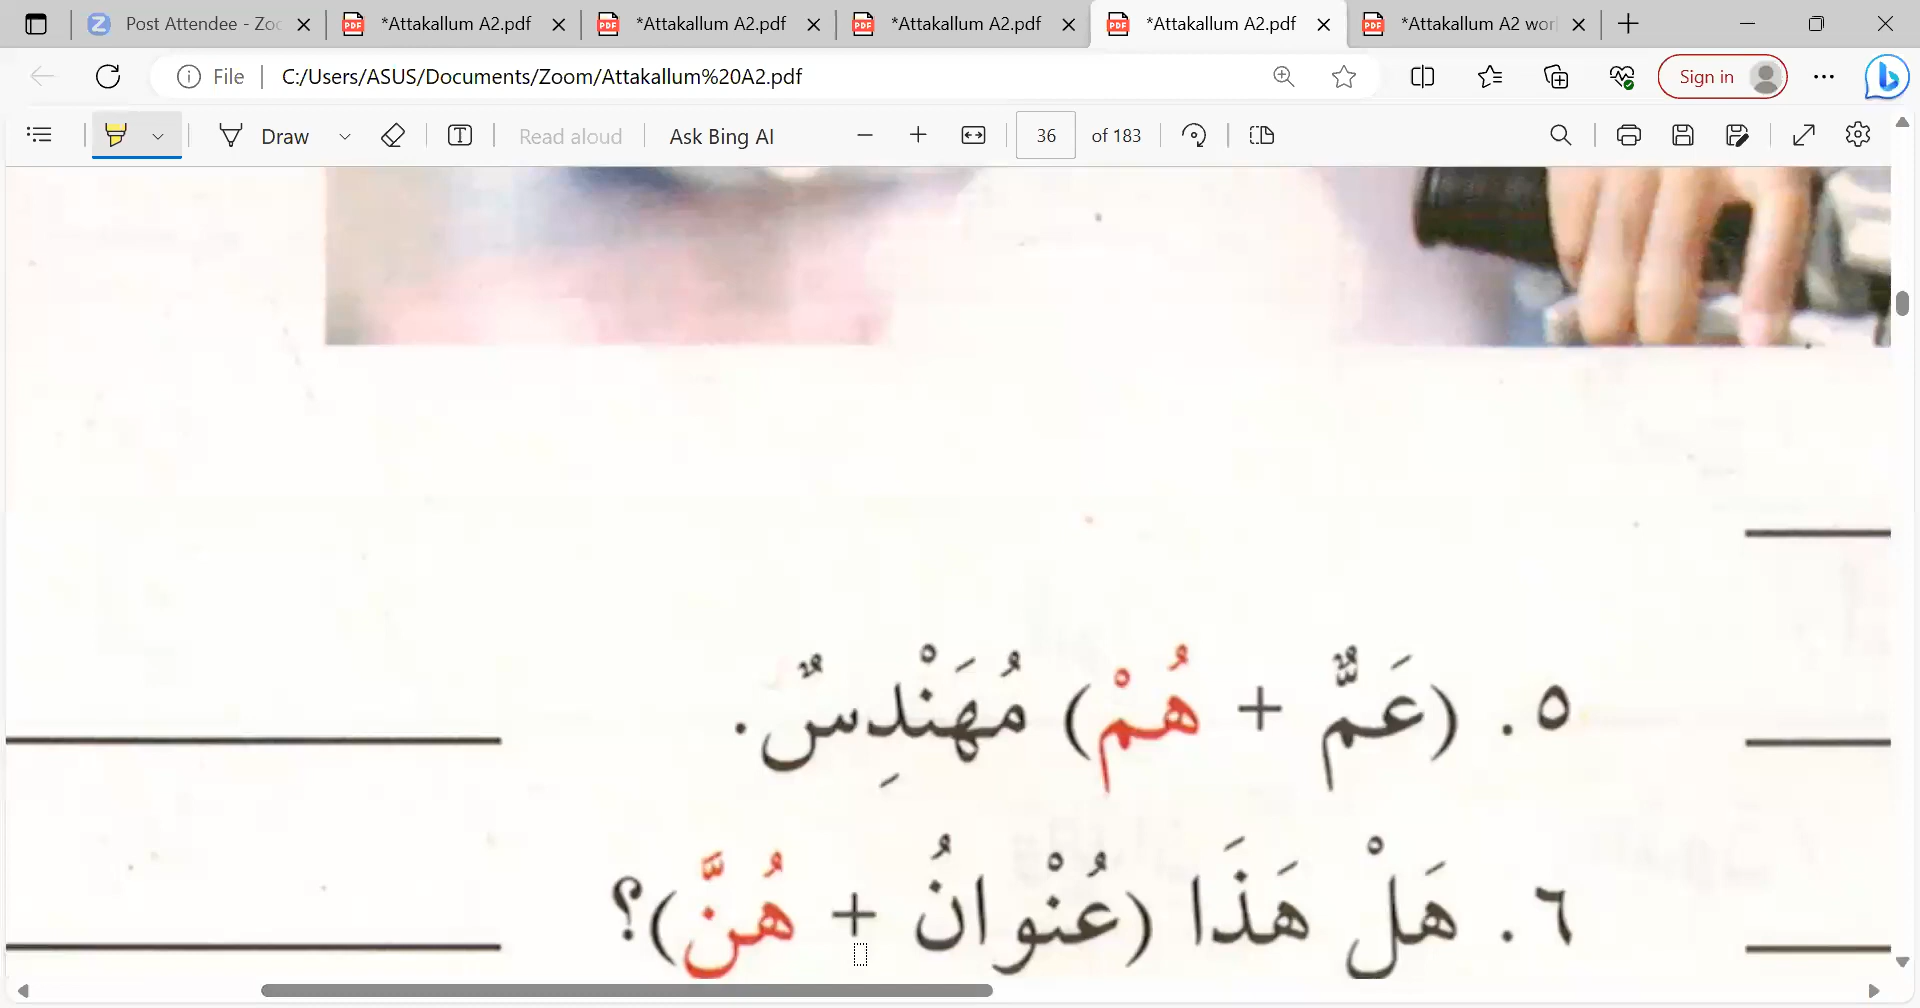 Post Attendee - Zoo
*Attakallum A2.pdf
*Attakallum A2.pdf
*Attakallum A2.pdf
*Attakallum A2.pdf
*Attakallum A2 wor
File
C:/Users/ASUS/Documents/Zoom/Attakallum%20A2.pdf
Sign in
Draw
Read aloud
Ask Bing AI
36 of 183
٥. (عَمٌّ + هُمْ) مُهَنْدِسٌ.
٦. هَلْ هَذَا (عُنْوانُ + هُنَّ)؟